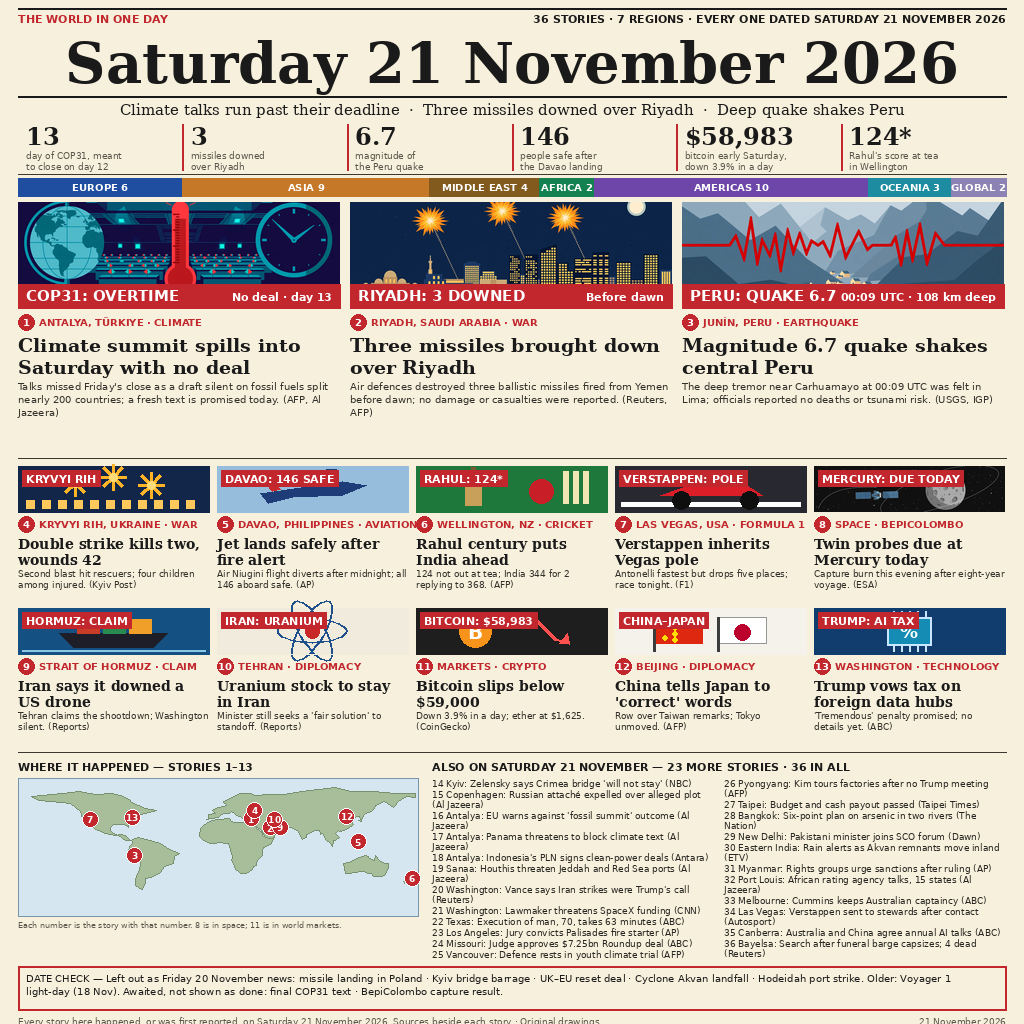 THE WORLD IN ONE DAY
36 STORIES · 7 REGIONS · EVERY ONE DATED SATURDAY 21 NOVEMBER 2026
Saturday 21 November 2026
Climate talks run past their deadline · Three missiles downed over Riyadh · Deep quake shakes Peru
13
day of COP31, meant
to close on day 12
3
missiles downed
over Riyadh
6.7
magnitude of
the Peru quake
146
people safe after
the Davao landing
$58,983
bitcoin early Saturday,
down 3.9% in a day
124*
Rahul's score at tea
in Wellington
EUROPE 6
ASIA 9
MIDDLE EAST 4
AFRICA 2
AMERICAS 10
OCEANIA 3
GLOBAL 2
COP31: OVERTIME
No deal · day 13
RIYADH: 3 DOWNED
Before dawn
PERU: QUAKE 6.7
00:09 UTC · 108 km deep
1 ANTALYA, TÜRKIYE · CLIMATE
Climate summit spills into
Saturday with no deal
Talks missed Friday's close as a draft silent on fossil fuels split
nearly 200 countries; a fresh text is promised today. (AFP, Al
Jazeera)
2 RIYADH, SAUDI ARABIA · WAR
Three missiles brought down
over Riyadh
Air defences destroyed three ballistic missiles fired from Yemen
before dawn; no damage or casualties were reported. (Reuters,
AFP)
3 JUNÍN, PERU · EARTHQUAKE
Magnitude 6.7 quake shakes
central Peru
The deep tremor near Carhuamayo at 00:09 UTC was felt in
Lima; officials reported no deaths or tsunami risk. (USGS, IGP)
KRYVYI RIH
4 KRYVYI RIH, UKRAINE · WAR
Double strike kills two,
wounds 42
Second blast hit rescuers; four children
among injured. (Kyiv Post)
DAVAO: 146 SAFE
5 DAVAO, PHILIPPINES · AVIATION
Jet lands safely after
fire alert
Air Niugini flight diverts after midnight; all
146 aboard safe. (AP)
RAHUL: 124*
6 WELLINGTON, NZ · CRICKET
Rahul century puts
India ahead
124 not out at tea; India 344 for 2
replying to 368. (AFP)
VERSTAPPEN: POLE
7 LAS VEGAS, USA · FORMULA 1
Verstappen inherits
Vegas pole
Antonelli fastest but drops five places;
race tonight. (F1)
MERCURY: DUE TODAY
8 SPACE · BEPICOLOMBO
Twin probes due at
Mercury today
Capture burn this evening after eight-year
voyage. (ESA)
HORMUZ: CLAIM
9 STRAIT OF HORMUZ · CLAIM
Iran says it downed a
US drone
Tehran claims the shootdown; Washington
silent. (Reports)
IRAN: URANIUM
10 TEHRAN · DIPLOMACY
Uranium stock to stay
in Iran
Minister still seeks a 'fair solution' to
standoff. (Reports)
BITCOIN: $58,983
B
11 MARKETS · CRYPTO
Bitcoin slips below
$59,000
Down 3.9% in a day; ether at $1,625.
(CoinGecko)
CHINA–JAPAN
12 BEIJING · DIPLOMACY
China tells Japan to
'correct' words
Row over Taiwan remarks; Tokyo
unmoved. (AFP)
TRUMP: AI TAX
%
13 WASHINGTON · TECHNOLOGY
Trump vows tax on
foreign data hubs
'Tremendous' penalty promised; no
details yet. (ABC)
WHERE IT HAPPENED — STORIES 1–13
7
13
4
10
12
5
3
6
Each number is the story with that number. 8 is in space; 11 is in world markets.
ALSO ON SATURDAY 21 NOVEMBER — 23 MORE STORIES · 36 IN ALL
14 Kyiv: Zelensky says Crimea bridge 'will not stay' (NBC)
15 Copenhagen: Russian attaché expelled over alleged plot
(Al Jazeera)
16 Antalya: EU warns against 'fossil summit' outcome (Al
Jazeera)
17 Antalya: Panama threatens to block climate text (Al
Jazeera)
18 Antalya: Indonesia's PLN signs clean-power deals (Antara)
19 Sanaa: Houthis threaten Jeddah and Red Sea ports (Al
Jazeera)
20 Washington: Vance says Iran strikes were Trump's call
(Reuters)
21 Washington: Lawmaker threatens SpaceX funding (CNN)
22 Texas: Execution of man, 70, takes 63 minutes (ABC)
23 Los Angeles: Jury convicts Palisades fire starter (AP)
24 Missouri: Judge approves $7.25bn Roundup deal (ABC)
25 Vancouver: Defence rests in youth climate trial (AFP)
26 Pyongyang: Kim tours factories after no Trump meeting
(AFP)
27 Taipei: Budget and cash payout passed (Taipei Times)
28 Bangkok: Six-point plan on arsenic in two rivers (The
Nation)
29 New Delhi: Pakistani minister joins SCO forum (Dawn)
30 Eastern India: Rain alerts as Akvan remnants move inland
(ETV)
31 Myanmar: Rights groups urge sanctions after ruling (AP)
32 Port Louis: African rating agency talks, 15 states (Al
Jazeera)
33 Melbourne: Cummins keeps Australian captaincy (ABC)
34 Las Vegas: Verstappen sent to stewards after contact
(Autosport)
35 Canberra: Australia and China agree annual AI talks (ABC)
36 Bayelsa: Search after funeral barge capsizes; 4 dead
(Reuters)
DATE CHECK — Left out as Friday 20 November news: missile landing in Poland · Kyiv bridge barrage · UK–EU reset deal · Cyclone Akvan landfall · Hodeidah port strike. Older: Voyager 1
light-day (18 Nov). Awaited, not shown as done: final COP31 text · BepiColombo capture result.
Every story here happened, or was first reported, on Saturday 21 November 2026. Sources beside each story · Original drawings.
21 November 2026